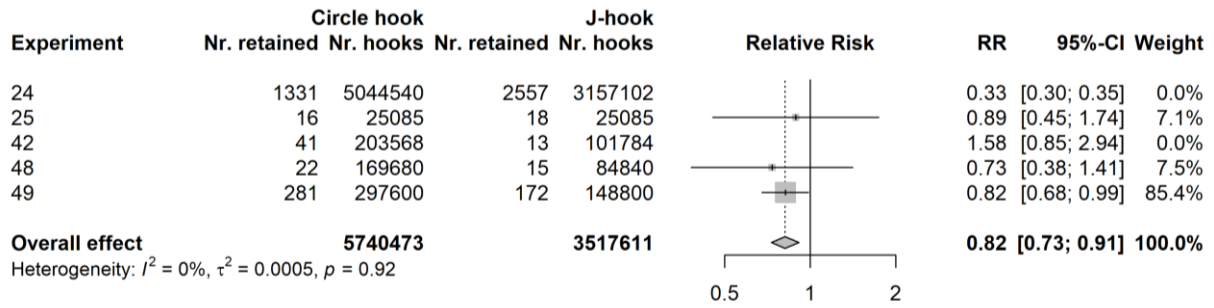 Circle hook J-hook
Experiment Nr. retained Nr. hooks Nr. retained Nr. hooks Relative Risk RR 95%-CI Weight
24 1331 5044540 2557 3157102 0.33 [0.30; 0.35] 0.0%
25 16 25085 18 25085 0.89 [0.45; 1.74] 7.1%
42 41 203568 13 101784 1.58 [0.85; 2.94] 0.0%
48 22 169680 15 84840 0.73 [0.38; 1.41] 7.5%
49 281 297600 172 148800 0.82 [0.68; 0.99] 85.4%
Overall effect 5740473 3517611 0.82 [0.73; 0.91] 100.0%
Heterogeneity: I² = 0%, τ² = 0.0005, p = 0.92
0.5 1 2